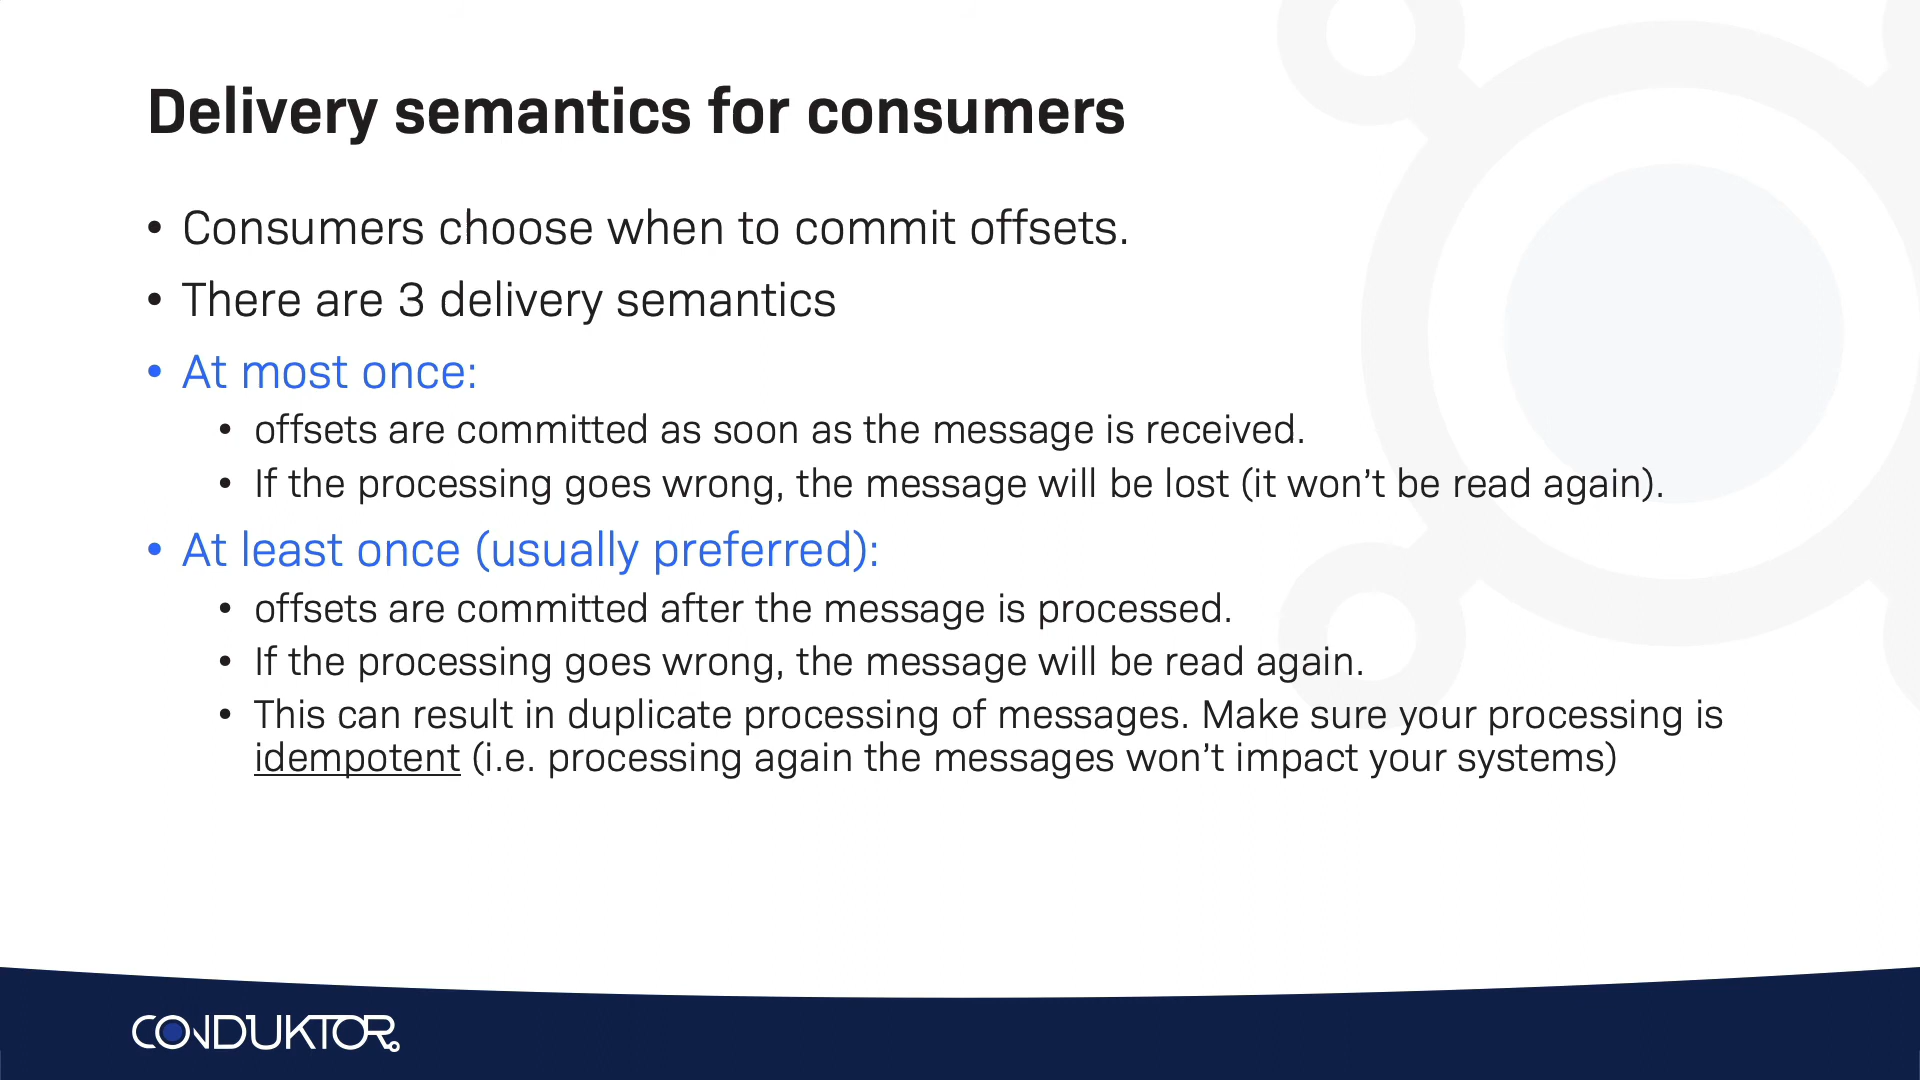 Delivery semantics for consumers
• Consumers choose when to commit offsets.
• There are 3 delivery semantics
• At most once:
• offsets are committed as soon as the message is received.
• If the processing goes wrong, the message will be lost (it won’t be read again).
• At least once (usually preferred):
• offsets are committed after the message is processed.
• If the processing goes wrong, the message will be read again.
• This can result in duplicate processing of messages. Make sure your processing is
idempotent (i.e. processing again the messages won’t impact your systems)
CONDUKTOR